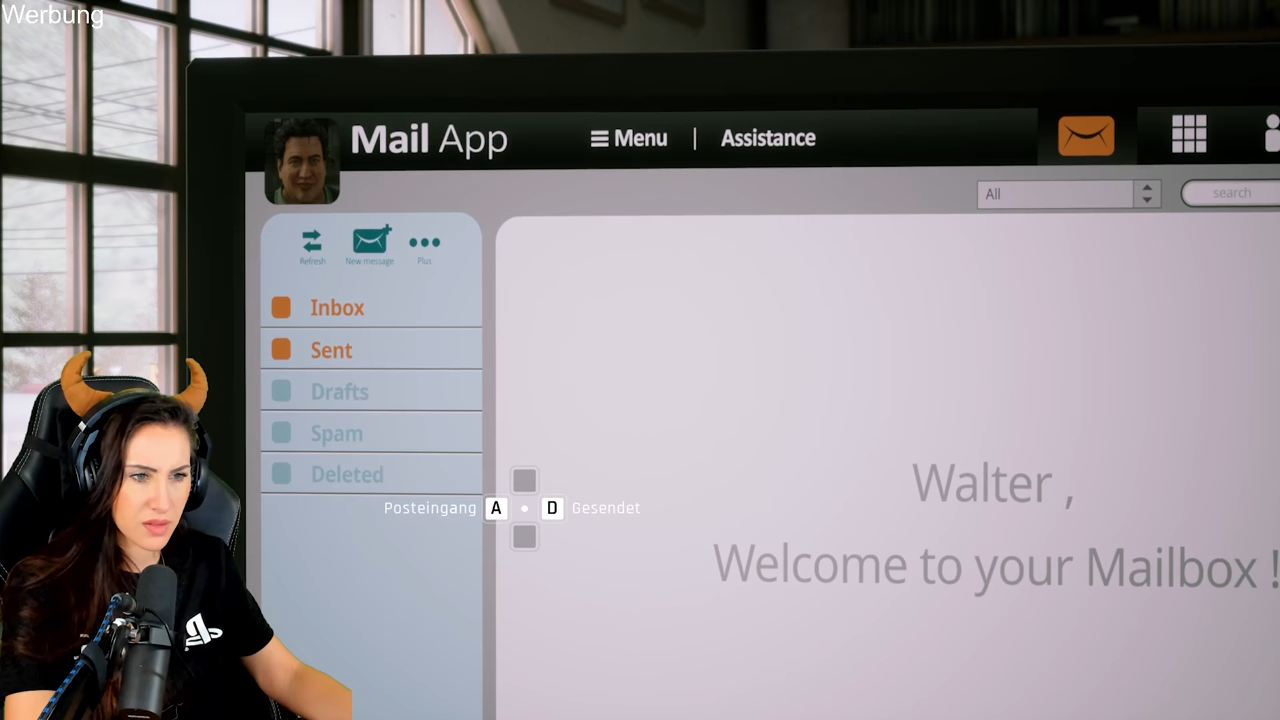 Werbung
Mail App
Menu | Assistance
All
search
Refresh
New message
Plus
Inbox
Sent
Drafts
Spam
Deleted
Posteingang A D Gesendet
Walter ,
Welcome to your Mailbox !